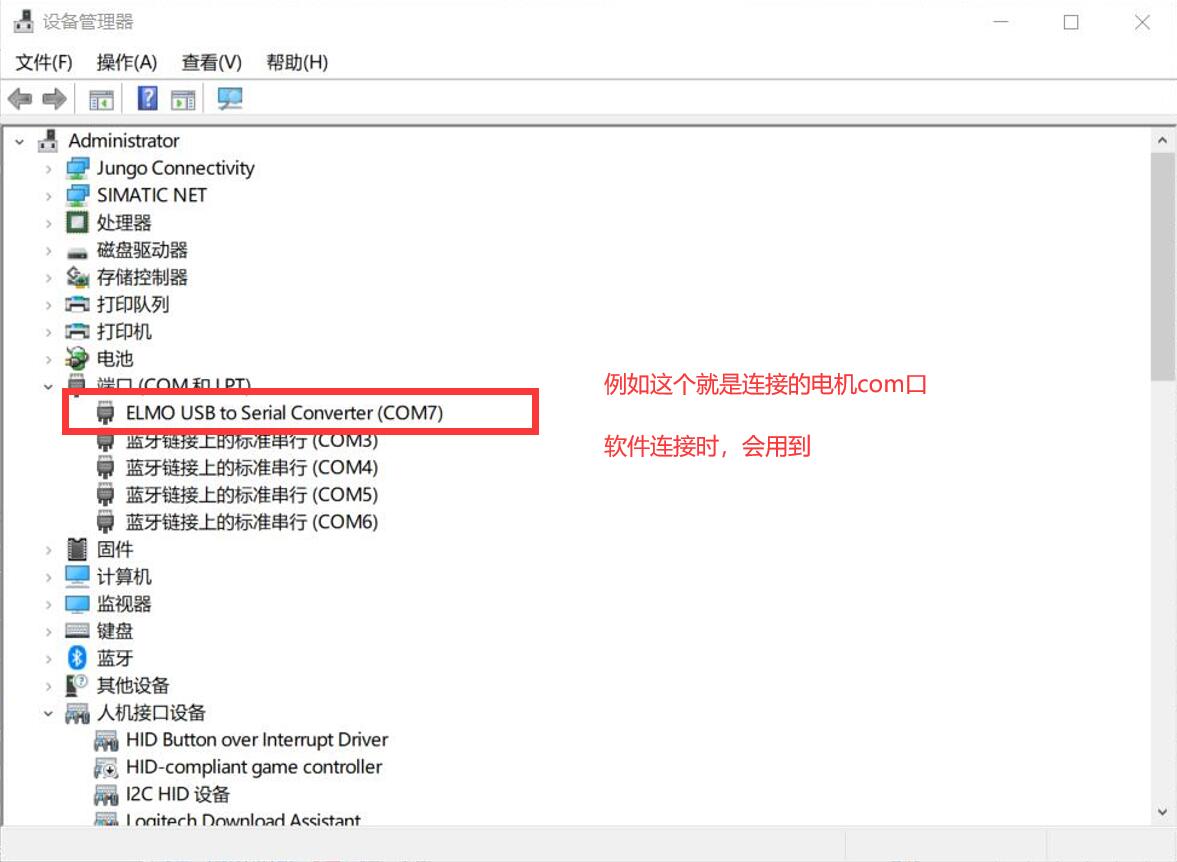 设备管理器
文件(F) 操作(A) 查看(V) 帮助(H)
Administrator
Jungo Connectivity
SIMATIC NET
处理器
磁盘驱动器
存储控制器
打印队列
打印机
电池
端口 (COM 和 LPT)
例如这个就是连接的电机com口
ELMO USB to Serial Converter (COM7)
蓝牙链接上的标准串行 (COM3)
软件连接时，会用到
蓝牙链接上的标准串行 (COM4)
蓝牙链接上的标准串行 (COM5)
蓝牙链接上的标准串行 (COM6)
固件
计算机
监视器
键盘
蓝牙
其他设备
人机接口设备
HID Button over Interrupt Driver
HID-compliant game controller
I2C HID 设备
Logitech Download Assistant